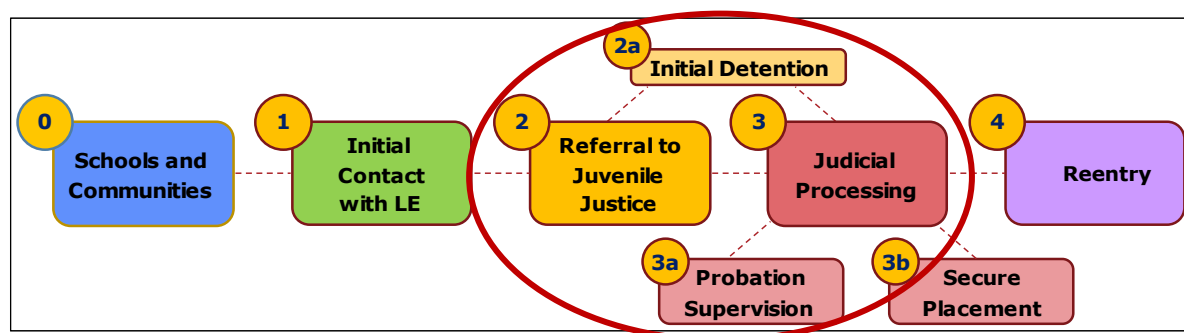 2a
Initial Detention
0
Schools and
Communities
1
Initial
Contact
with LE
2
Referral to
Juvenile
Justice
3
Judicial
Processing
4
Reentry
3a
Probation
Supervision
3b
Secure
Placement